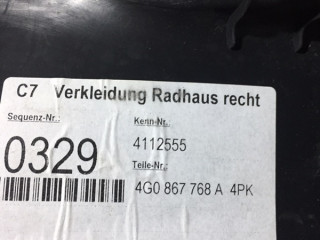 C7 Verkleidung Radhaus recht
Sequenz-Nr.: Kenn-Nr.:
0329 4112555
Teile-Nr.:
4G0 867 768 A 4PK